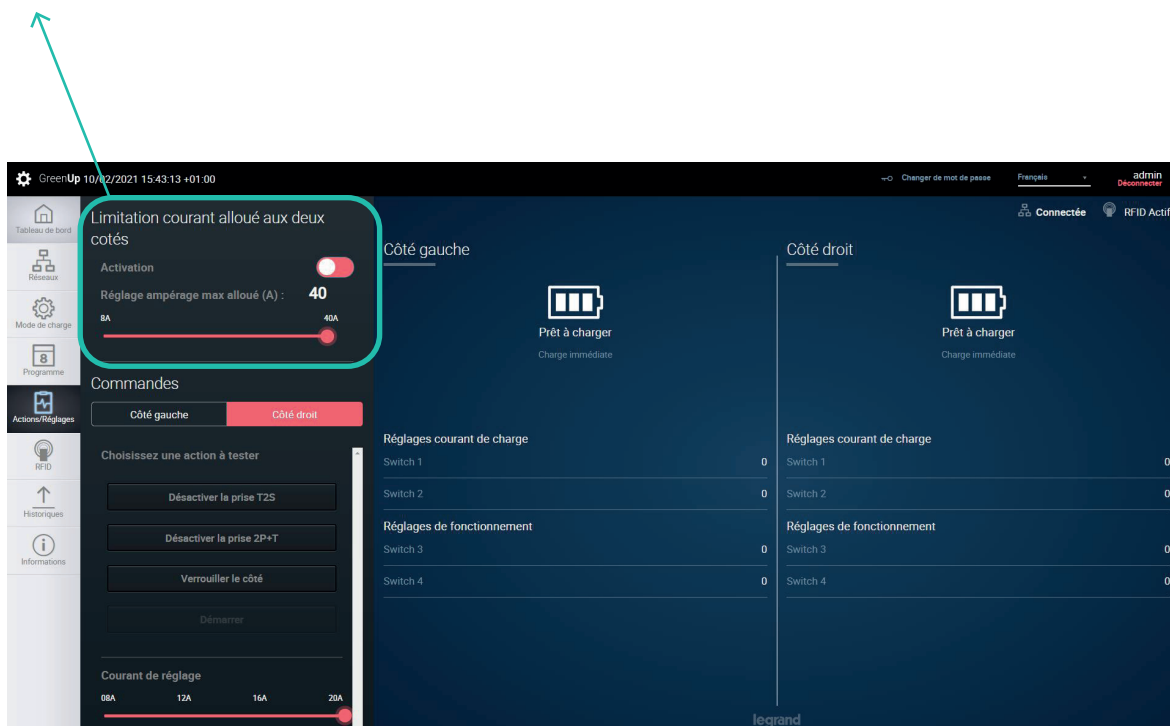 GreenUp 10/02/2021 15:43:13 +01:00
Changer de mot de passe
Français
admin
Déconnecter
Connectée
RFID Actif
Tableau de bord
Réseaux
Mode de charge
8
Programme
Actions/Réglages
RFID
Historiques
Informations
Limitation courant alloué aux deux
cotés
Activation
Réglage ampérage max alloué (A) : 40
8A 40A
Commandes
Côté gauche Côté droit
Choisissez une action à tester
Désactiver la prise T2S
Désactiver la prise 2P+T
Verrouiller le côté
Démarrer
Courant de réglage
08A 12A 16A 20A
Côté gauche
Prêt à charger
Charge immédiate
Réglages courant de charge
Switch 1 0
Switch 2 0
Réglages de fonctionnement
Switch 3 0
Switch 4 0
Côté droit
Prêt à charger
Charge immédiate
Réglages courant de charge
Switch 1 0
Switch 2 0
Réglages de fonctionnement
Switch 3 0
Switch 4 0
legrand